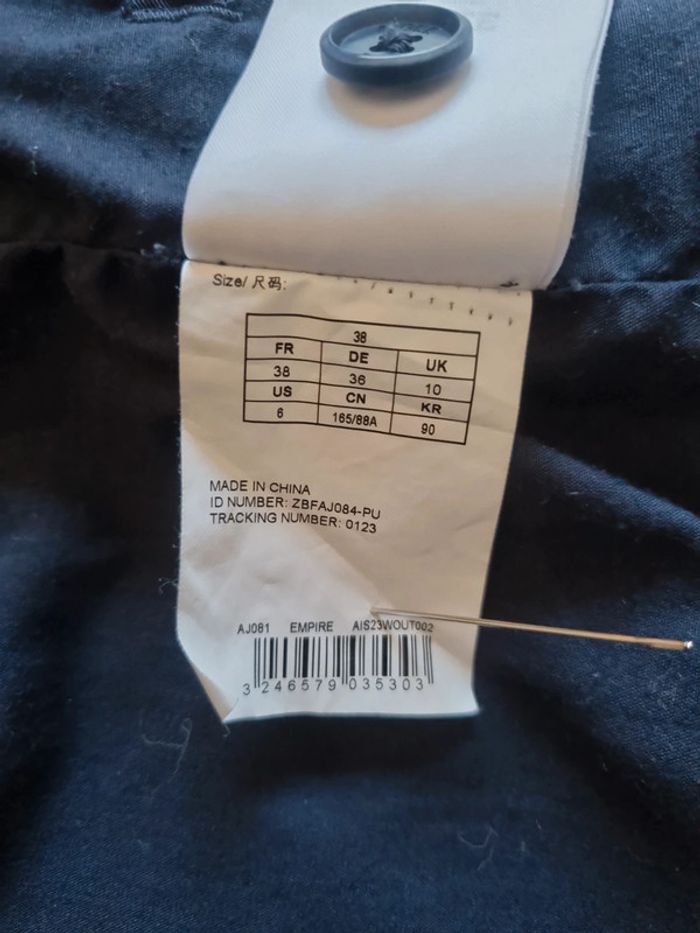 Size/ 尺码:
38
FR DE UK
38 36 10
US CN KR
6 165/88A 90
MADE IN CHINA
ID NUMBER: ZBFAJ084-PU
TRACKING NUMBER: 0123
AJ081 EMPIRE AIS23WOUT002
3 246579 035303